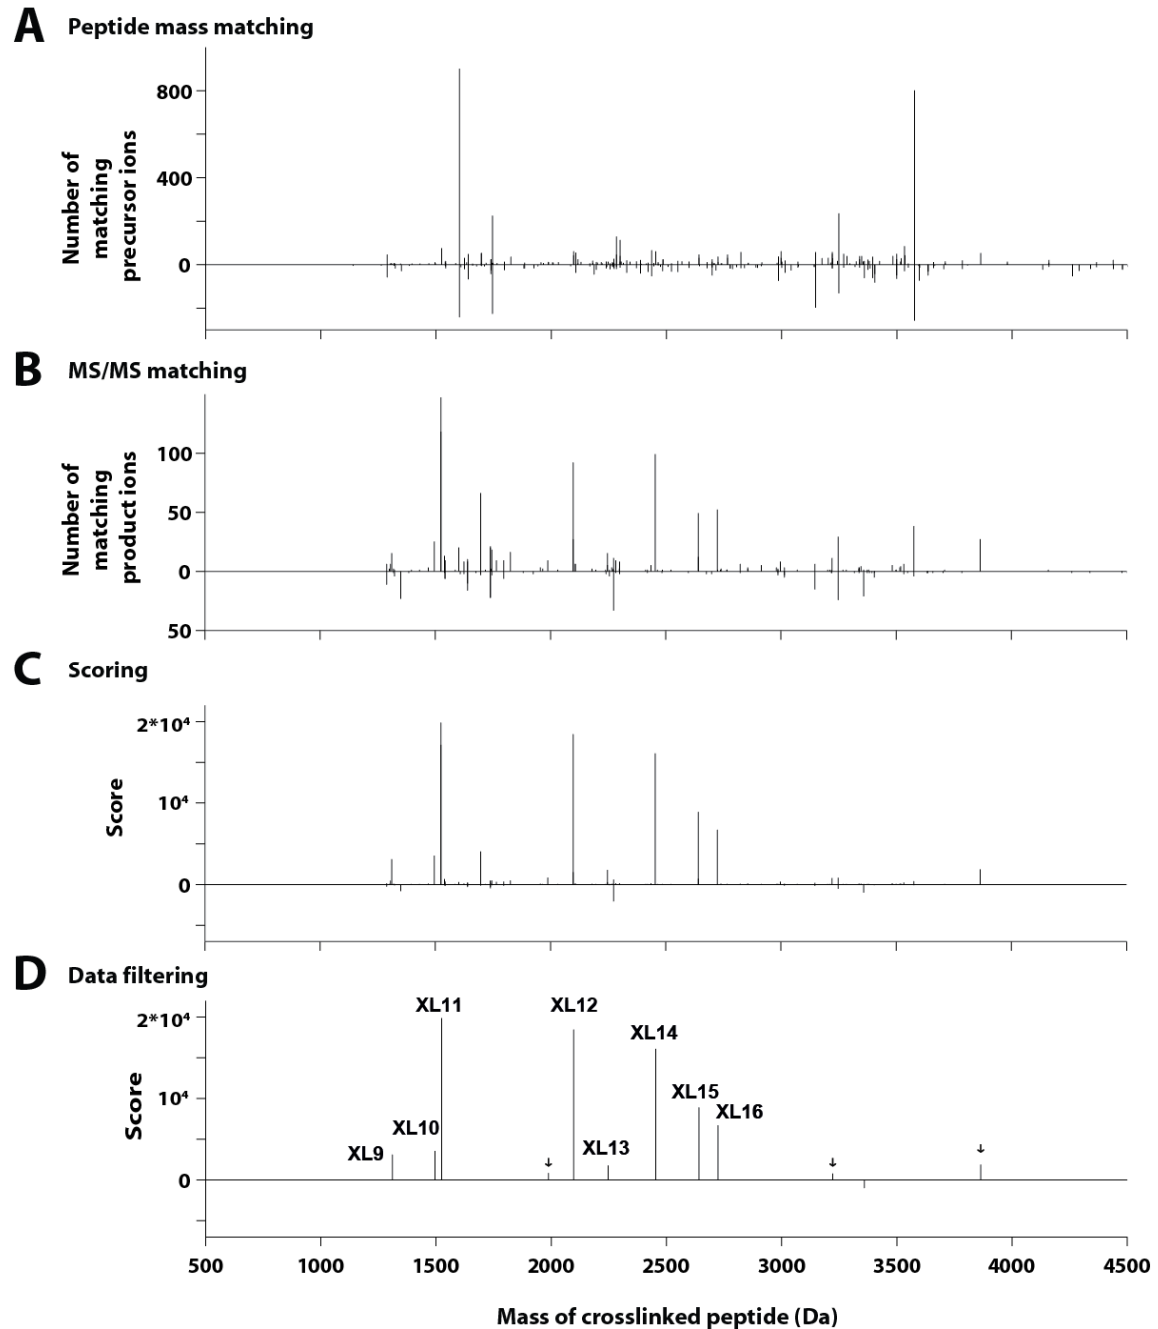 A Peptide mass matching
Number of
matching
precursor ions
800
400
0
B MS/MS matching
Number of
matching
product ions
100
50
0
50
C Scoring
Score
2*10⁴
10⁴
0
D Data filtering
Score
2*10⁴
10⁴
0
XL11
XL12
XL14
XL15
XL16
XL10
XL13
XL9
500 1000 1500 2000 2500 3000 3500 4000 4500
Mass of crosslinked peptide (Da)